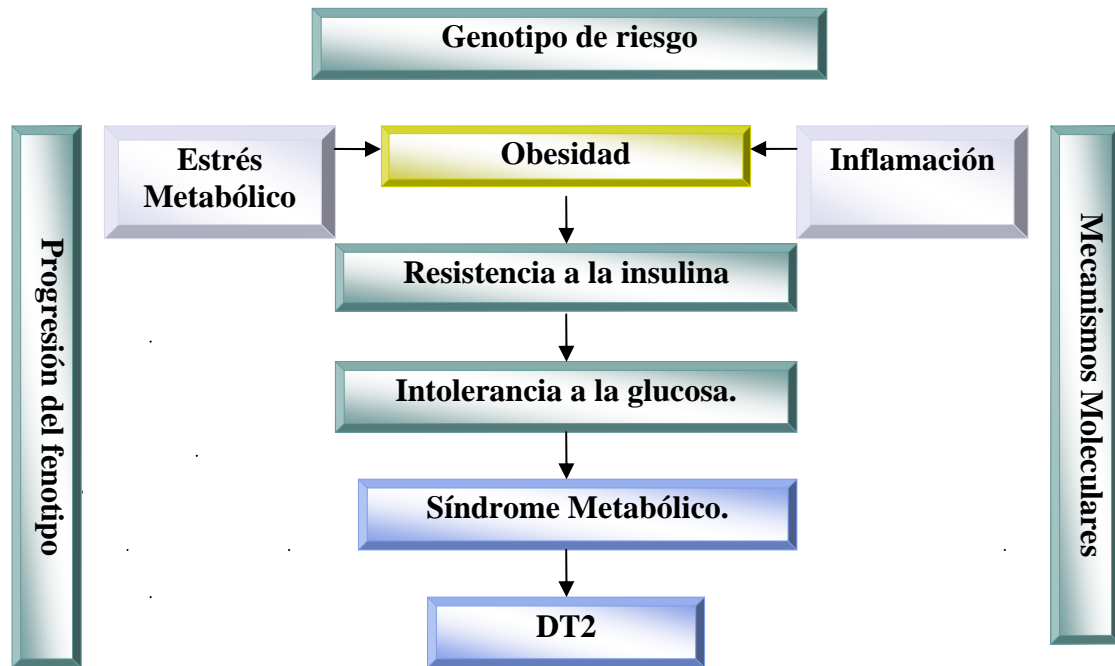 Genotipo de riesgo
Estrés
Metabólico
Obesidad
Inflamación
Progresión del fenotipo
Mecanismos Moleculares
Resistencia a la insulina
Intolerancia a la glucosa.
Síndrome Metabólico.
DT2